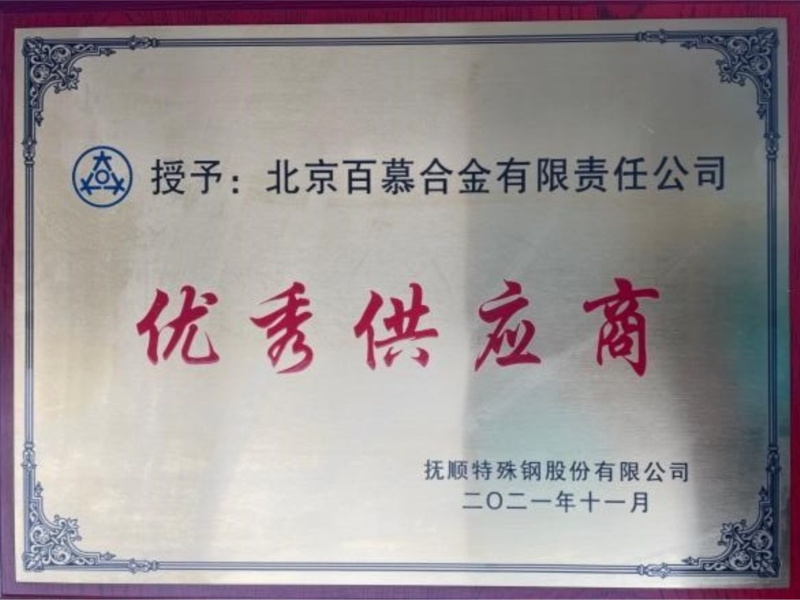 授予：北京百慕合金有限责任公司
优秀供应商
抚顺特殊钢股份有限公司
二〇二一年十一月